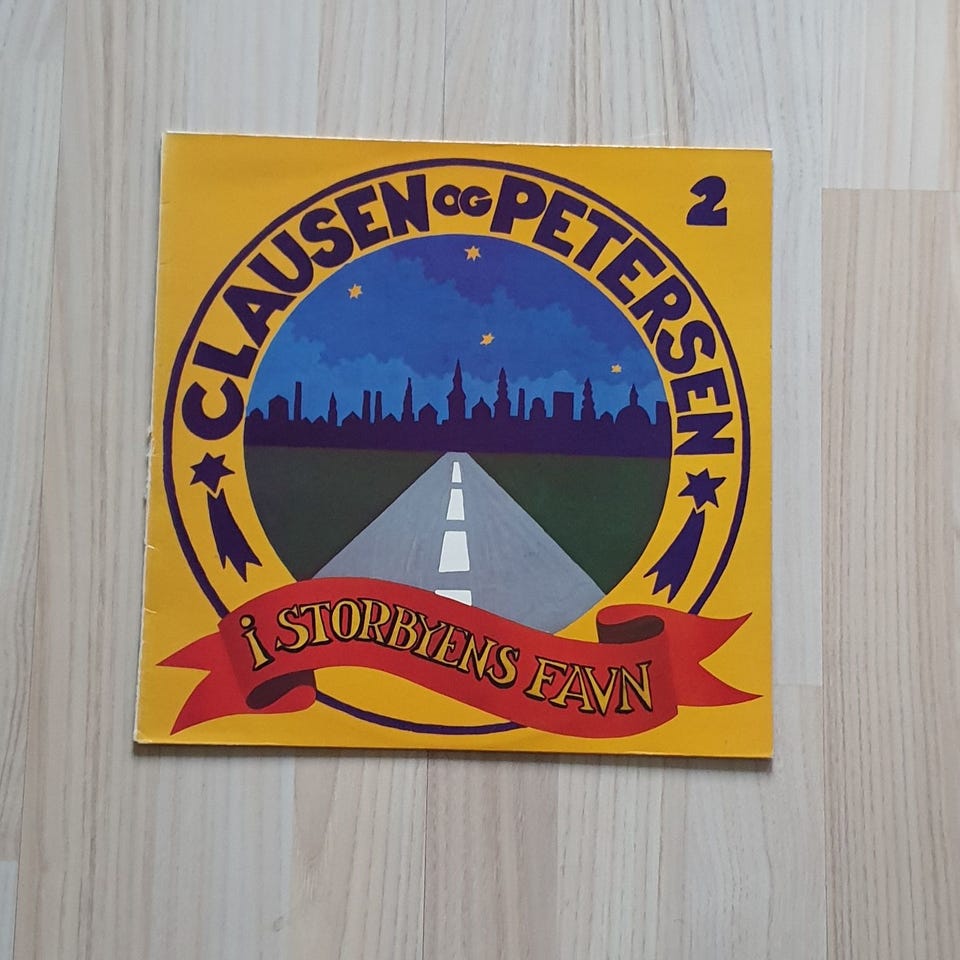 CLAUSEN OG PETERSEN
2
i STORBYENS FAVN